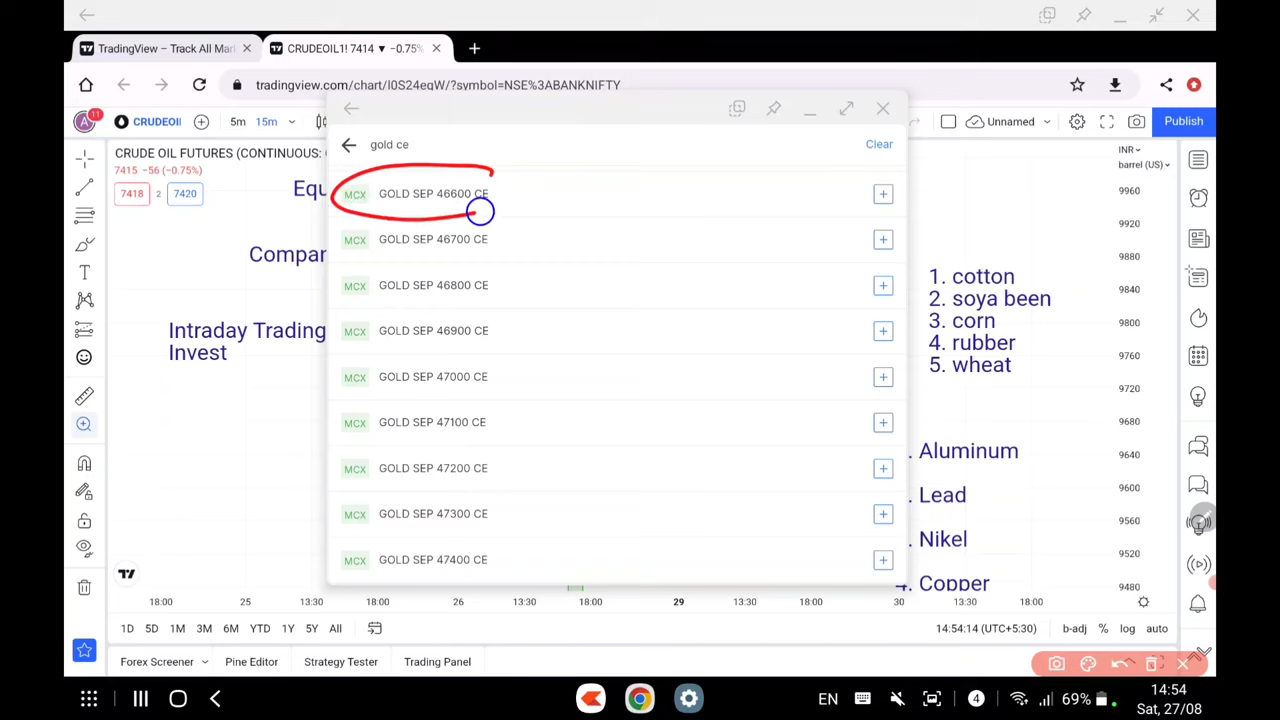 TradingView – Track All Mar
CRUDEOIL1! 7414 ▼ −0.75%
tradingview.com/chart/I0S24eqW/?symbol=NSE%3ABANKNIFTY
A
11
CRUDEOI
5m
15m
Unnamed
Publish
CRUDE OIL FUTURES (CONTINUOUS:
7415 −56 (−0.75%)
7418
2
7420
INR
barrel (US)
gold ce
Clear
MCX GOLD SEP 46600 CE
MCX GOLD SEP 46700 CE
MCX GOLD SEP 46800 CE
MCX GOLD SEP 46900 CE
MCX GOLD SEP 47000 CE
MCX GOLD SEP 47100 CE
MCX GOLD SEP 47200 CE
MCX GOLD SEP 47300 CE
MCX GOLD SEP 47400 CE
Equ
Compar
Intraday Trading
Invest
1. cotton
2. soya been
3. corn
4. rubber
5. wheat
. Aluminum
. Lead
. Nikel
4. Copper
9960
9920
9880
9840
9800
9760
9720
9680
9640
9600
9560
9520
9480
18:00
25
13:30
18:00
26
13:30
18:00
29
13:30
18:00
30
13:30
18:00
1D
5D
1M
3M
6M
YTD
1Y
5Y
All
14:54:14 (UTC+5:30)
b-adj
%
log
auto
Forex Screener
Pine Editor
Strategy Tester
Trading Panel
EN
4
69%
14:54
Sat, 27/08